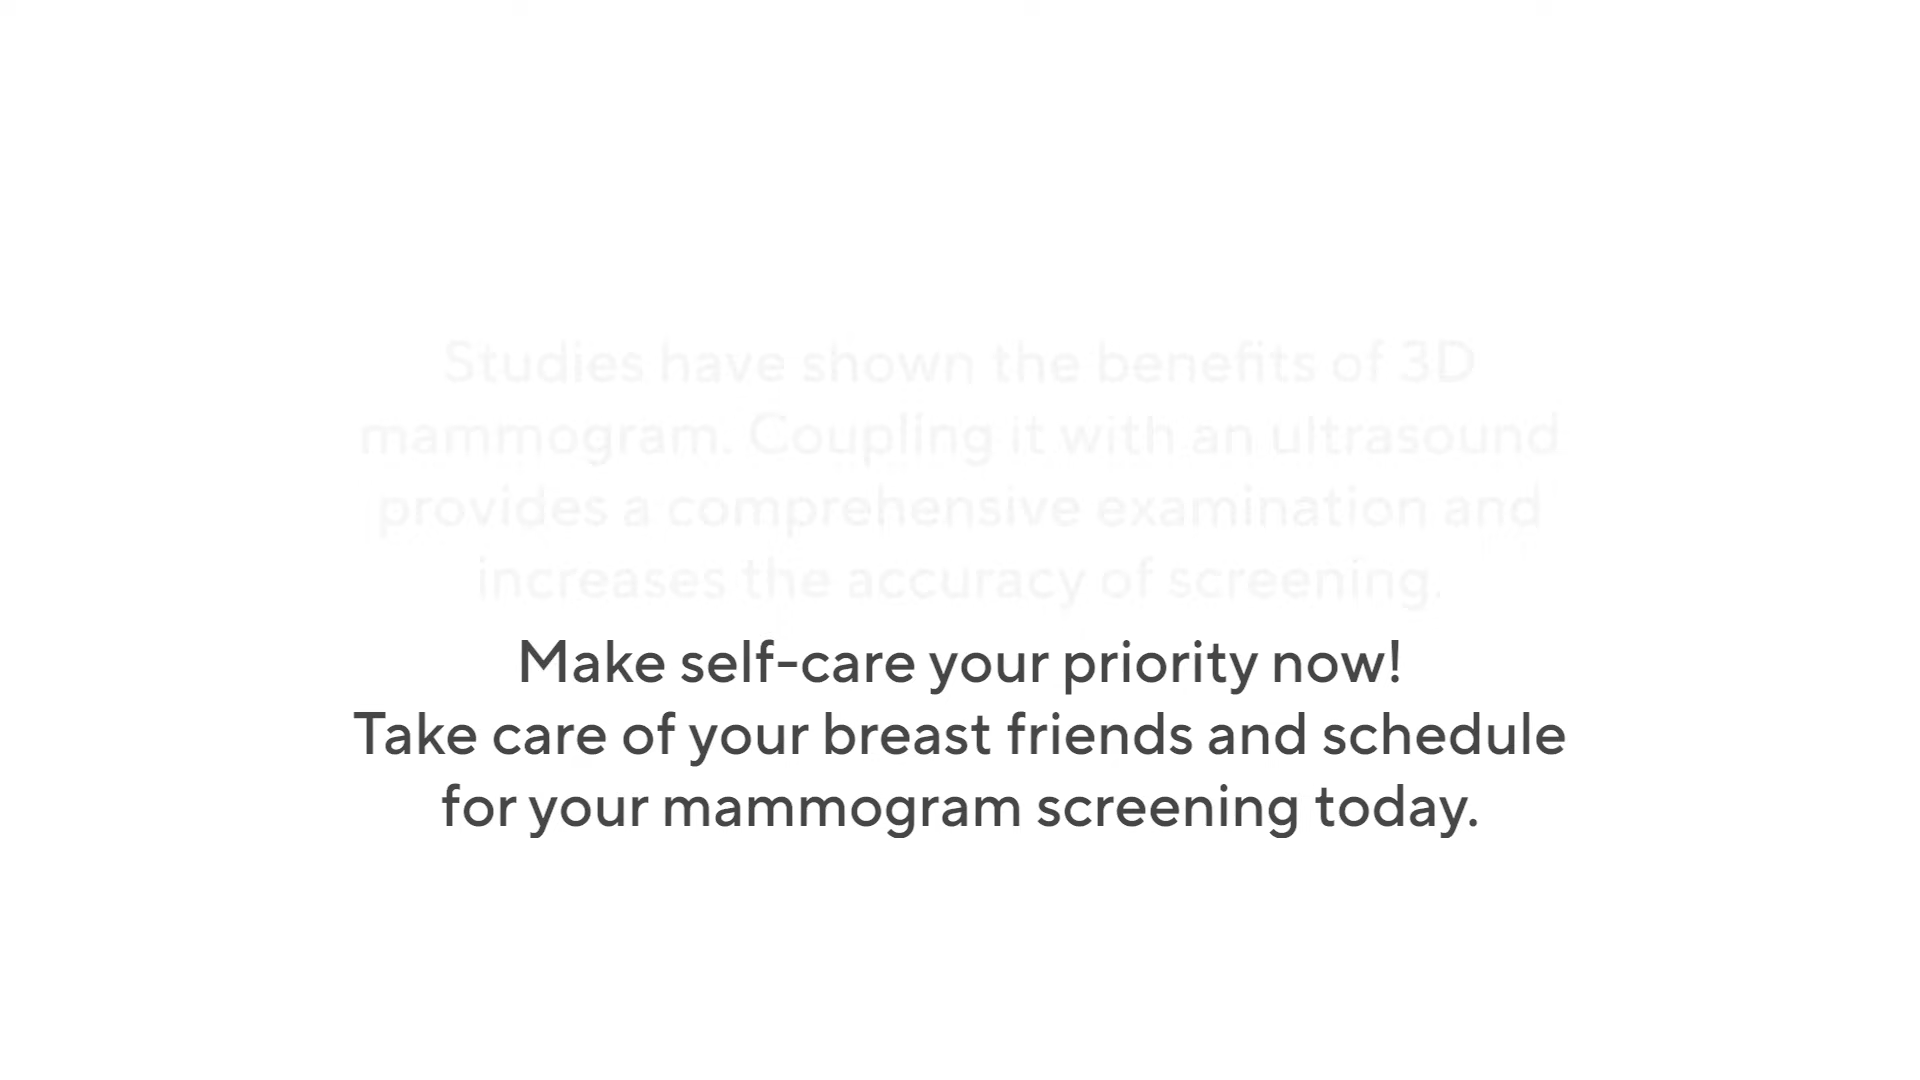 Studies have shown the benefits of 3D
mammogram. Coupling it with an ultrasound
provides a comprehensive examination and
increases the accuracy of screening.
Make self-care your priority now!
Take care of your breast friends and schedule
for your mammogram screening today.